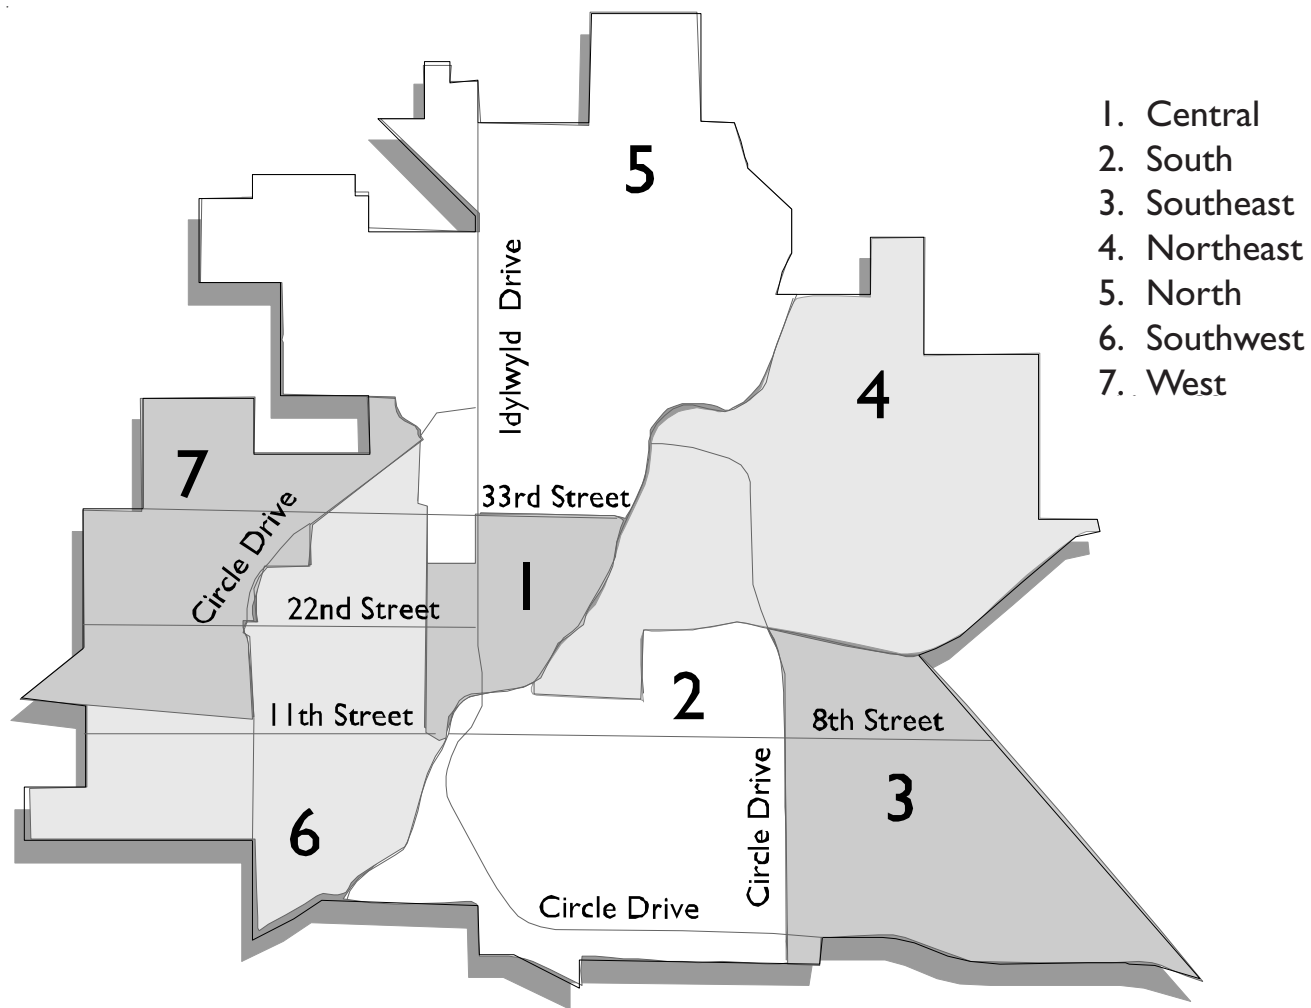 1. Central
2. South
3. Southeast
4. Northeast
5. North
6. Southwest
7. West
5
Idylwyld Drive
4
7
33rd Street
Circle Drive
1
22nd Street
2
11th Street
8th Street
Circle Drive
3
6
Circle Drive